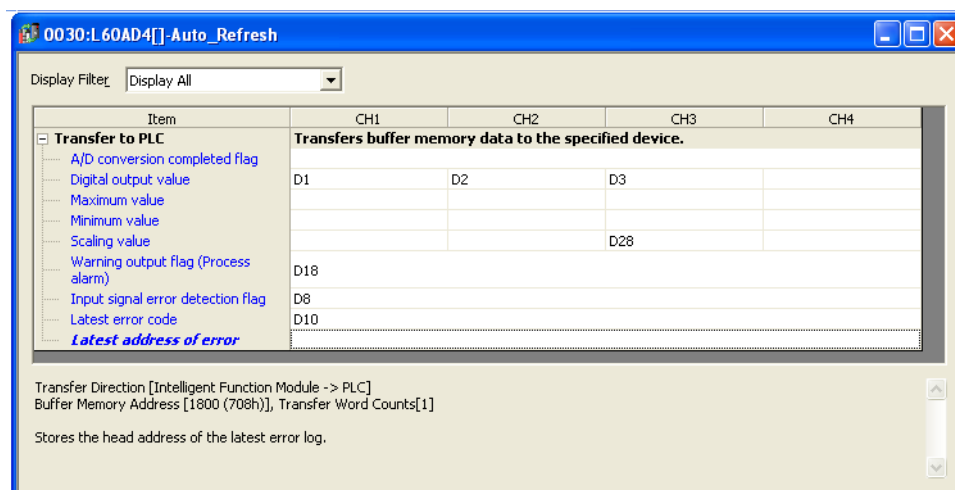 0030:L60AD4[]-Auto_Refresh
Display Filter Display All
Item CH1 CH2 CH3 CH4
Transfer to PLC Transfers buffer memory data to the specified device.
A/D conversion completed flag
Digital output value D1 D2 D3
Maximum value
Minimum value
Scaling value D28
Warning output flag (Process
alarm) D18
Input signal error detection flag D8
Latest error code D10
Latest address of error
Transfer Direction [Intelligent Function Module -> PLC]
Buffer Memory Address [1800 (708h)], Transfer Word Counts[1]
Stores the head address of the latest error log.